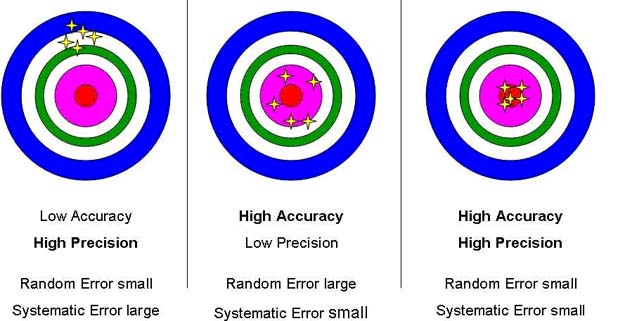 Low Accuracy
High Precision
Random Error small
Systematic Error large
High Accuracy
Low Precision
Random Error large
Systematic Error small
High Accuracy
High Precision
Random Error small
Systematic Error small